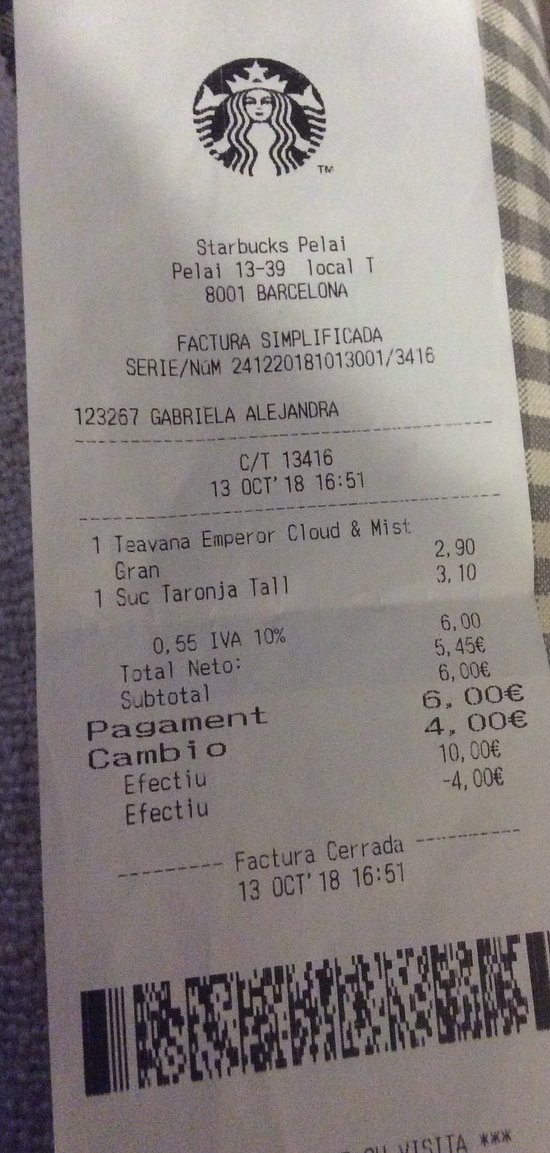 TM
Starbucks Pelai
Pelai 13-39 local T
8001 BARCELONA
FACTURA SIMPLIFICADA
SERIE/NúM 241220181013001/3416
123267 GABRIELA ALEJANDRA
C/T 13416
13 OCT'18 16:51
1 Teavana Emperor Cloud & Mist
Gran 2,90
1 Suc Taronja Tall 3,10
0,55 IVA 10% 6,00
Total Neto: 5,45€
Subtotal 6,00€
Pagament 6,00€
Cambio 4,00€
Efectiu 10,00€
Efectiu -4,00€
Factura Cerrada
13 OCT'18 16:51
SU VISITA ***